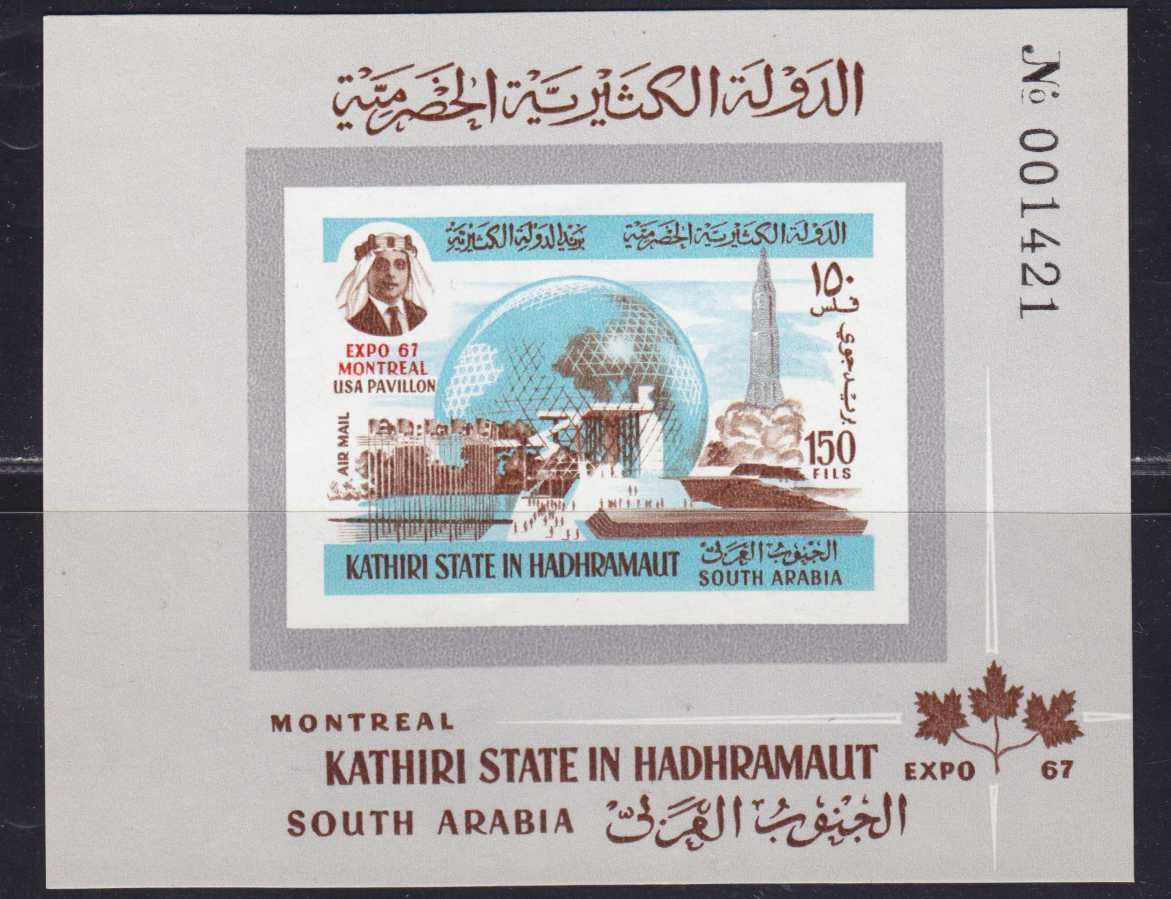 الدولة الكثيرية الحضرمية
№ 001421
الدولة الكثيرية الحضرمية
بريد الدولة الكثيرية
١٥٠
فلس
بريد جوي
EXPO 67
MONTREAL
USA PAVILLON
AIR MAIL
150
FILS
KATHIRI STATE IN HADHRAMAUT
الجنوب العربي
SOUTH ARABIA
MONTREAL
KATHIRI STATE IN HADHRAMAUT
EXPO 67
SOUTH ARABIA الجنوب العربي